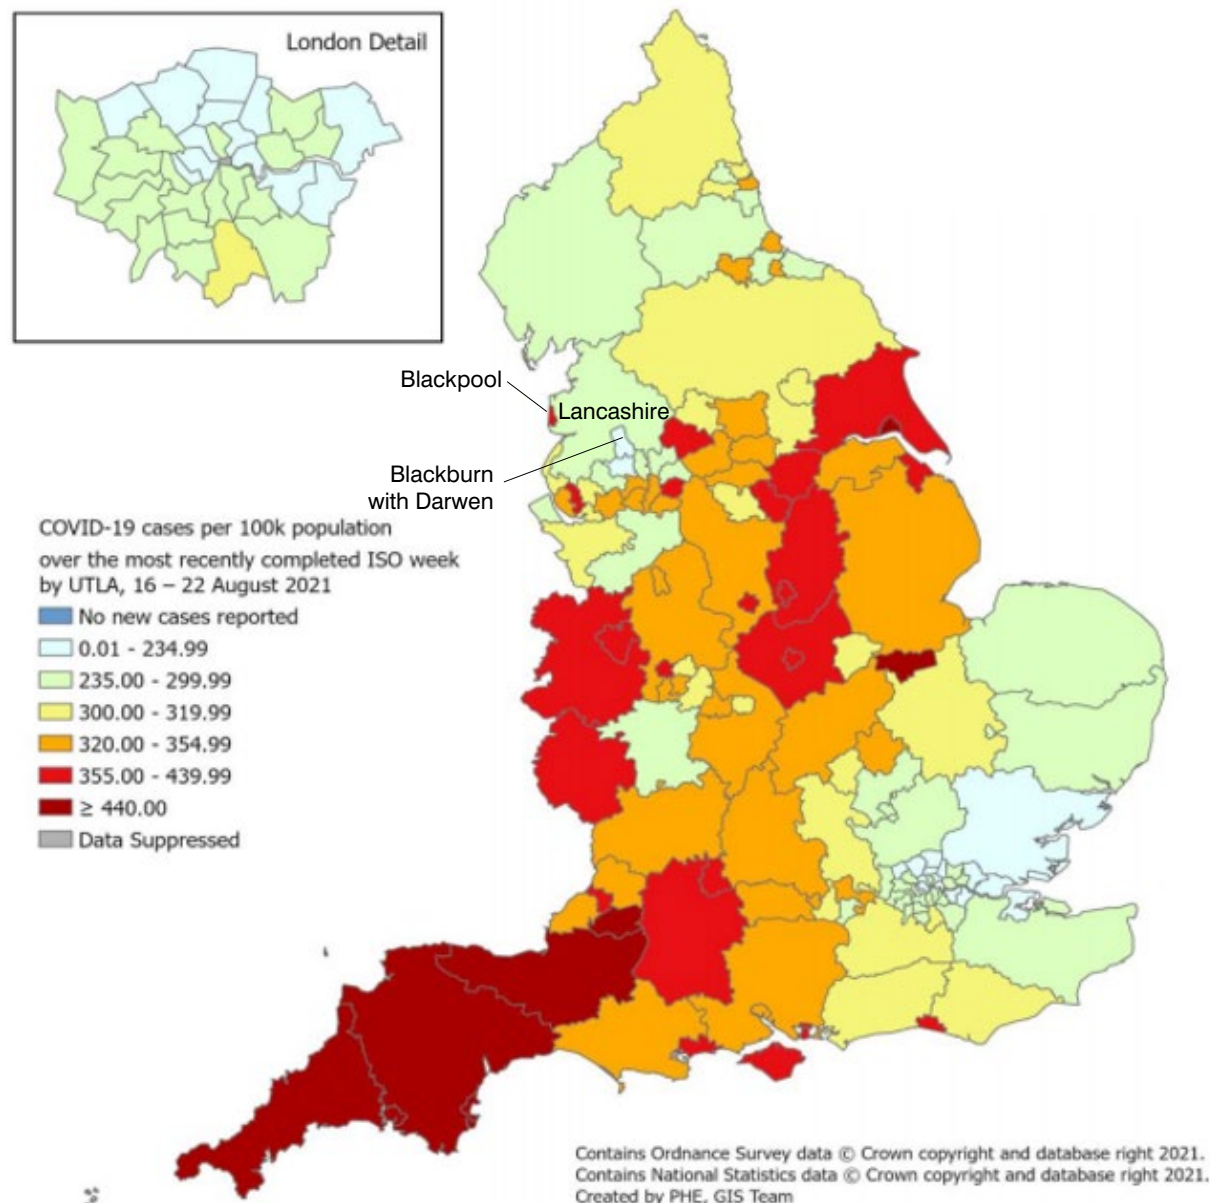 London Detail
Blackpool
Lancashire
Blackburn
with Darwen
COVID-19 cases per 100k population
over the most recently completed ISO week
by UTLA, 16 – 22 August 2021
No new cases reported
0.01 - 234.99
235.00 - 299.99
300.00 - 319.99
320.00 - 354.99
355.00 - 439.99
≥ 440.00
Data Suppressed
Contains Ordnance Survey data © Crown copyright and database right 2021.
Contains National Statistics data © Crown copyright and database right 2021.
Created by PHE, GIS Team